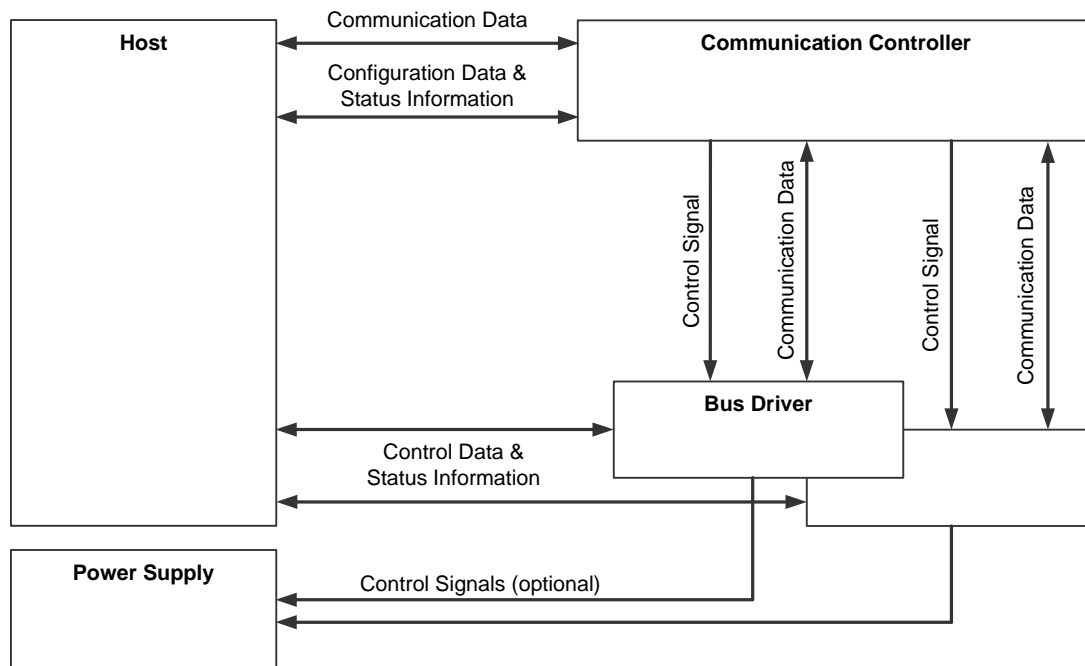 Communication Data
Host
Communication Controller
Configuration Data &
Status Information
Control Signal
Communication Data
Control Signal
Communication Data
Bus Driver
Control Data &
Status Information
Power Supply
Control Signals (optional)